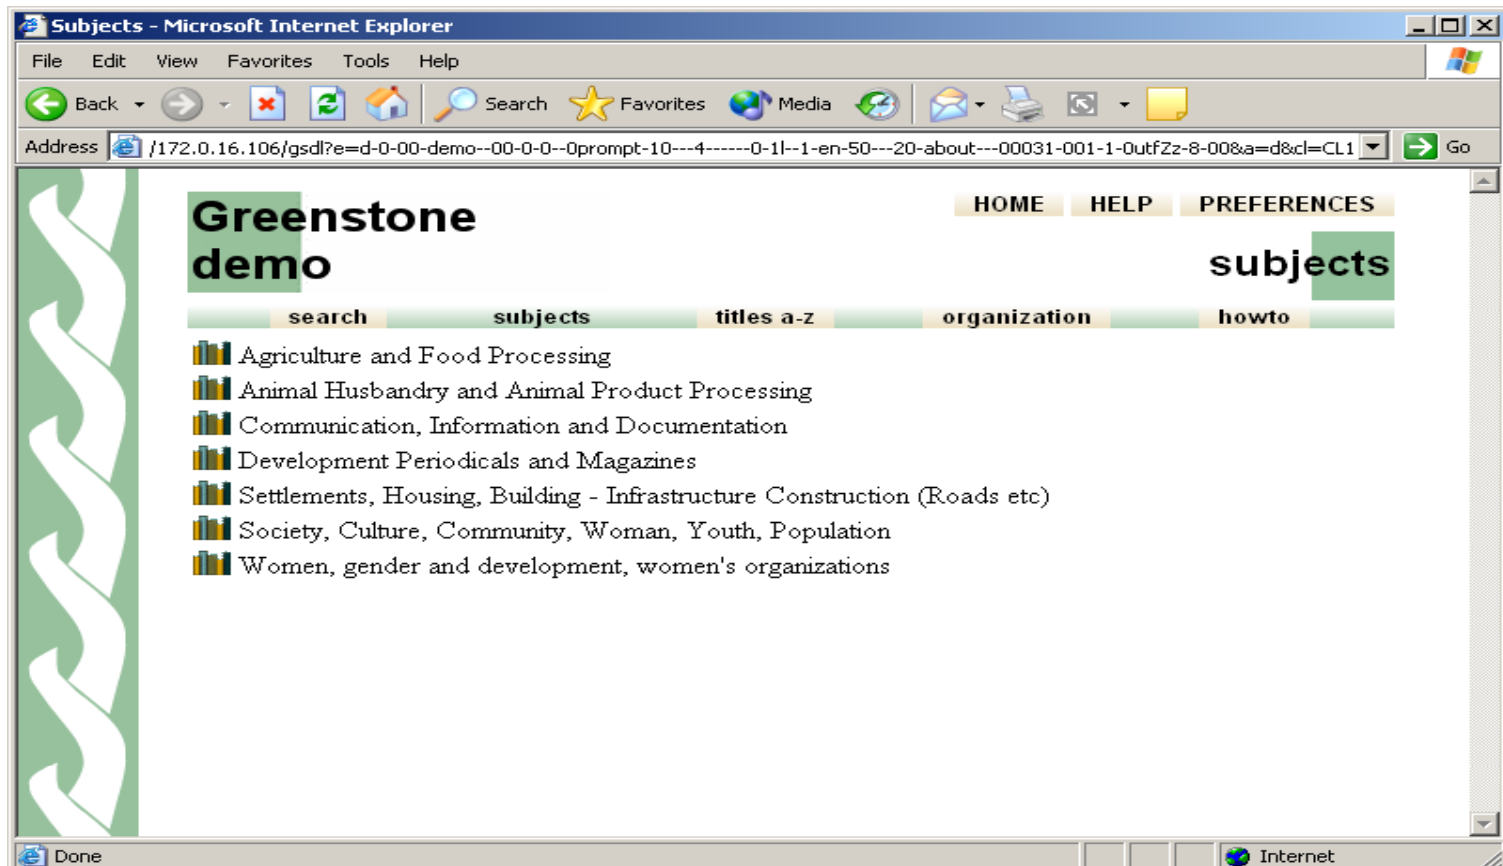 Subjects - Microsoft Internet Explorer
File Edit View Favorites Tools Help
Back Search Favorites Media
Address /172.0.16.106/gsdl?e=d-0-00-demo--00-0-0--0prompt-10---4------0-1l--1-en-50---20-about---00031-001-1-0utfZz-8-00&a=d&cl=CL1 Go
HOME HELP PREFERENCES
Greenstone
demo
subjects
search subjects titles a-z organization howto
Agriculture and Food Processing
Animal Husbandry and Animal Product Processing
Communication, Information and Documentation
Development Periodicals and Magazines
Settlements, Housing, Building - Infrastructure Construction (Roads etc)
Society, Culture, Community, Woman, Youth, Population
Women, gender and development, women's organizations
Done Internet